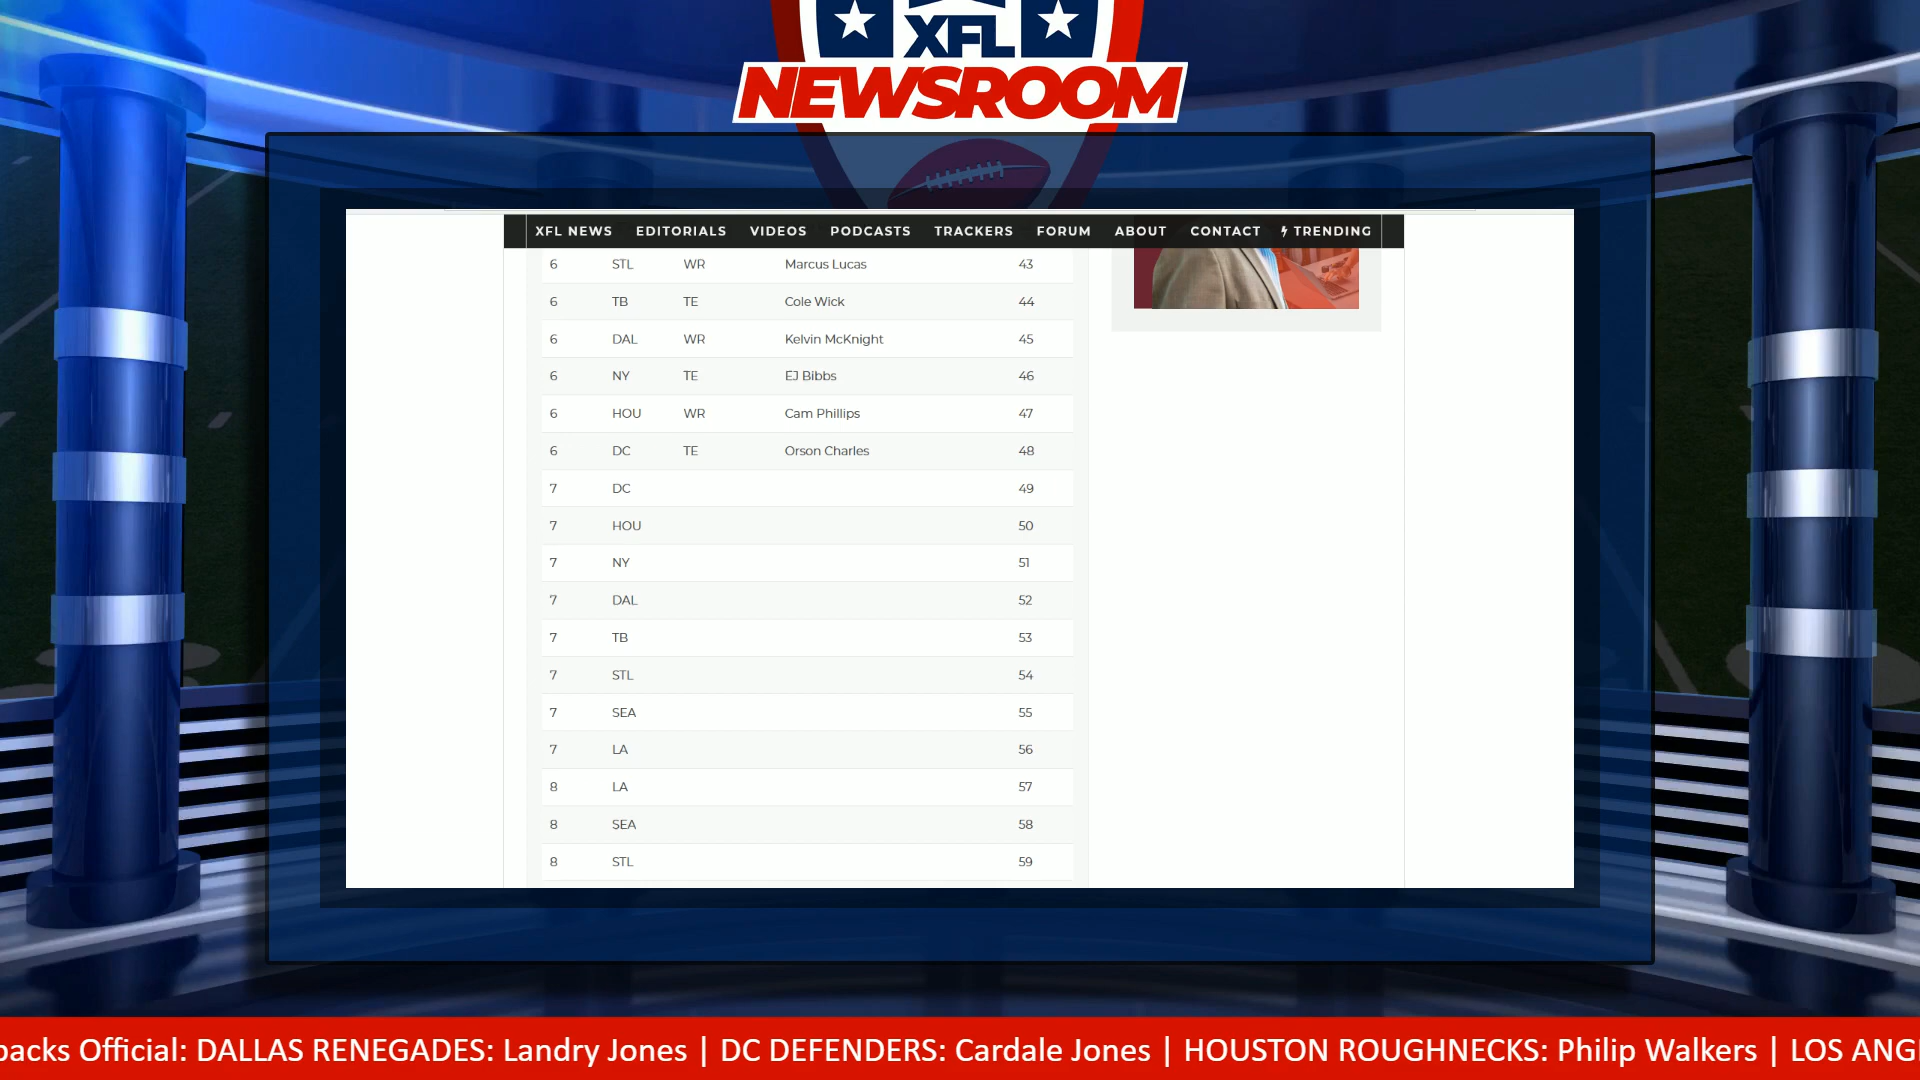 XFL
NEWSROOM
XFL NEWS EDITORIALS VIDEOS PODCASTS TRACKERS FORUM ABOUT CONTACT TRENDING
6 STL WR Marcus Lucas 43
6 TB TE Cole Wick 44
6 DAL WR Kelvin McKnight 45
6 NY TE EJ Bibbs 46
6 HOU WR Cam Phillips 47
6 DC TE Orson Charles 48
7 DC 49
7 HOU 50
7 NY 51
7 DAL 52
7 TB 53
7 STL 54
7 SEA 55
7 LA 56
8 LA 57
8 SEA 58
8 STL 59
backs Official: DALLAS RENEGADES: Landry Jones | DC DEFENDERS: Cardale Jones | HOUSTON ROUGHNECKS: Philip Walkers | LOS ANG